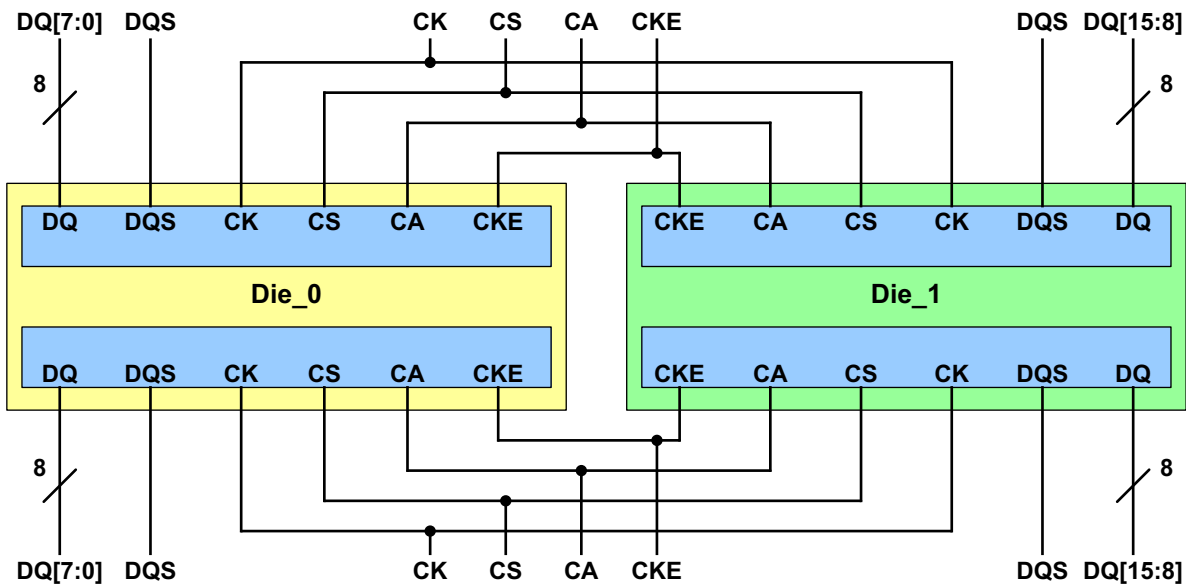 DQ[7:0] DQS CK CS CA CKE DQS DQ[15:8]
8 8
DQ DQS CK CS CA CKE CKE CA CS CK DQS DQ
Die_0 Die_1
DQ DQS CK CS CA CKE CKE CA CS CK DQS DQ
8 8
DQ[7:0] DQS CK CS CA CKE DQS DQ[15:8]